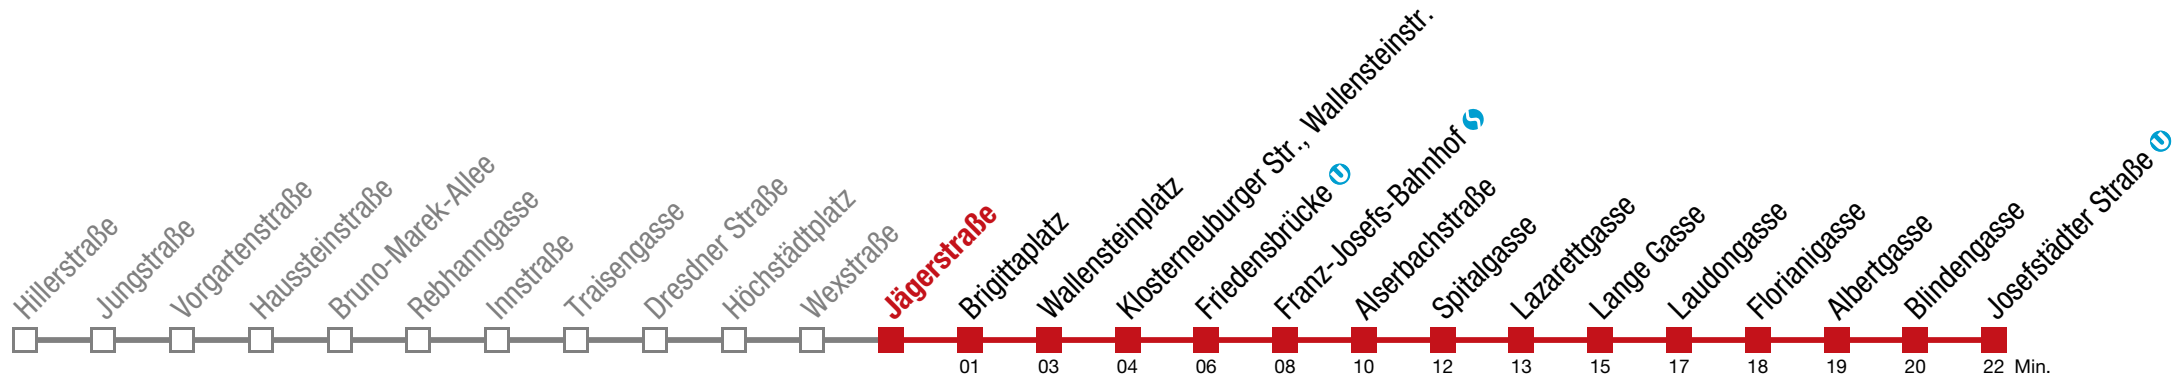 Hillerstraße
Jungstraße
Vorgartenstraße
Haussteinstraße
Bruno-Marek-Allee
Rebhanngasse
Innstraße
Traisengasse
Dresdner Straße
Höchstädtplatz
Wexstraße
Jägerstraße
Brigittaplatz
Wallensteinplatz
Klosterneuburger Str., Wallensteinstr.
Friedensbrücke U
Franz-Josefs-Bahnhof S
Alserbachstraße
Spitalgasse
Lazarettgasse
Lange Gasse
Laudongasse
Florianigasse
Albertgasse
Blindengasse
Josefstädter Straße U
01 03 04 06 08 10 12 13 15 17 18 19 20 22 Min.